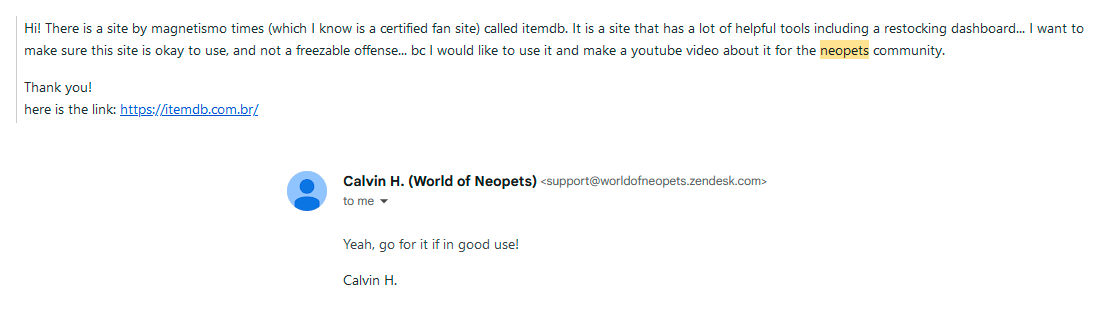 Hi! There is a site by magnetismo times (which I know is a certified fan site) called itemdb. It is a site that has a lot of helpful tools including a restocking dashboard... I want to
make sure this site is okay to use, and not a freezable offense... bc I would like to use it and make a youtube video about it for the neopets community.
Thank you!
here is the link: https://itemdb.com.br/
Calvin H. (World of Neopets) <support@worldofneopets.zendesk.com>
to me
Yeah, go for it if in good use!
Calvin H.